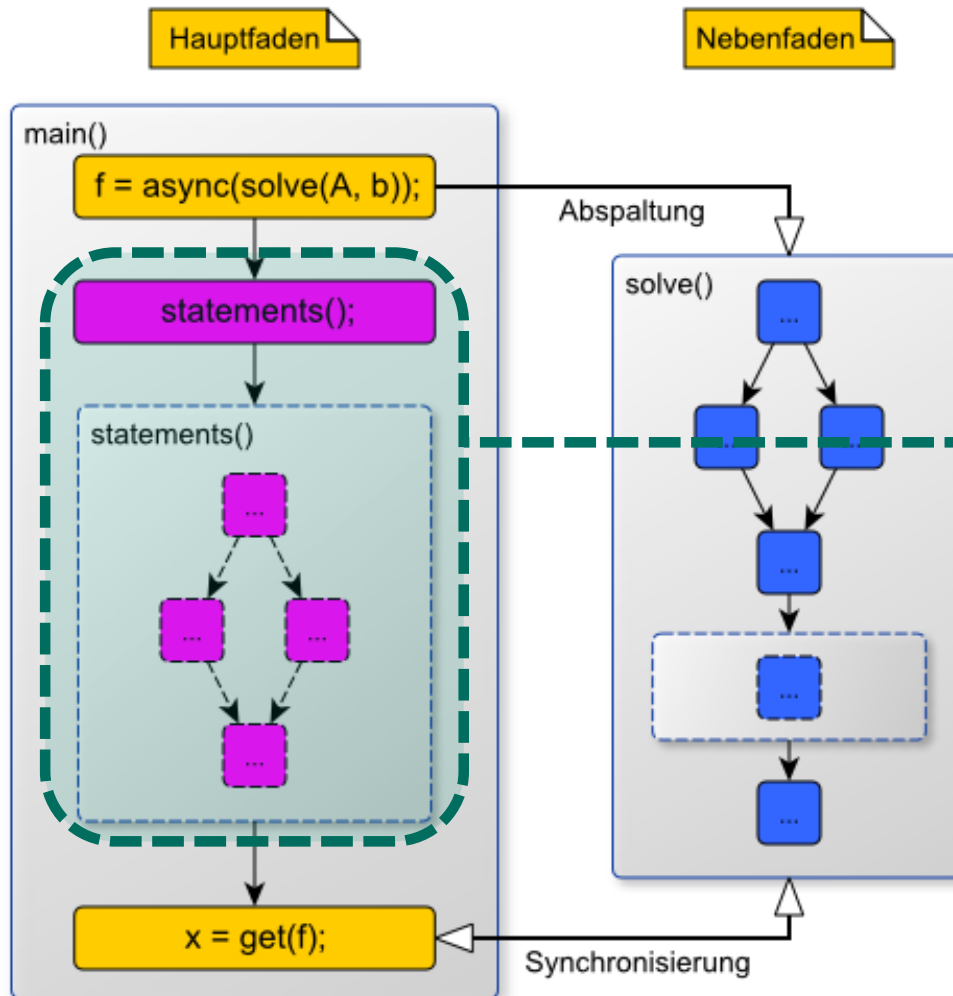 Hauptfaden
Nebenfaden
main()
f = async(solve(A, b));
Abspaltung
statements();
statements()
...
...
...
...
x = get(f);
solve()
...
...
...
...
...
...
Synchronisierung